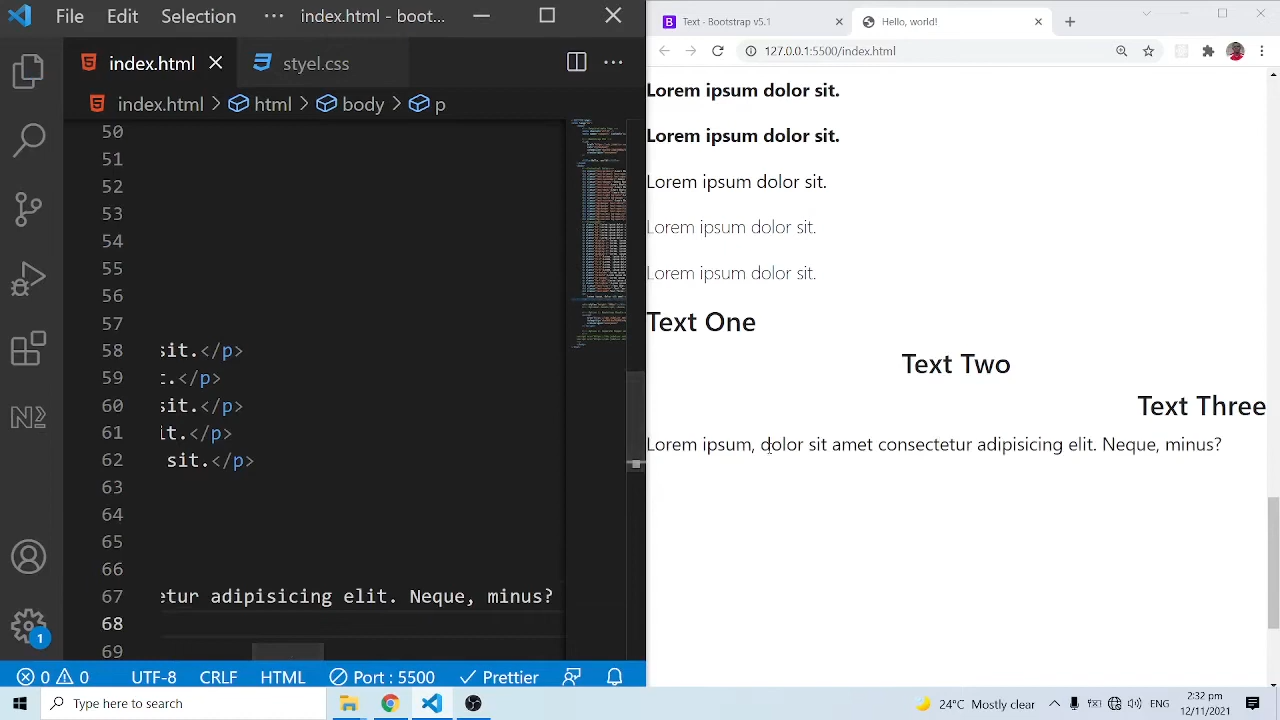 File Edit Se ··· index.html - bootstrap...
index.html styel.css ···
index.html > html > body > p
50
51
52
53
54
55
56
57
58 sit.</p>
59 t.</p>
60 sit.</p>
61 it.</p>
62 sit.</p>
63
64
65
66
67 etur adipisicing elit. Neque, minus?
68
69
0 0 UTF-8 CRLF HTML Port : 5500 Prettier
1
Text - Bootstrap v5.1
Hello, world!
127.0.0.1:5500/index.html
Lorem ipsum dolor sit.
Lorem ipsum dolor sit.
Lorem ipsum dolor sit.
Lorem ipsum dolor sit.
Lorem ipsum dolor sit.
Text One
Text Two
Text Three
Lorem ipsum, dolor sit amet consectetur adipisicing elit. Neque, minus?
Type here to search
24°C Mostly clear
ENG
2:32 pm
12/11/2021